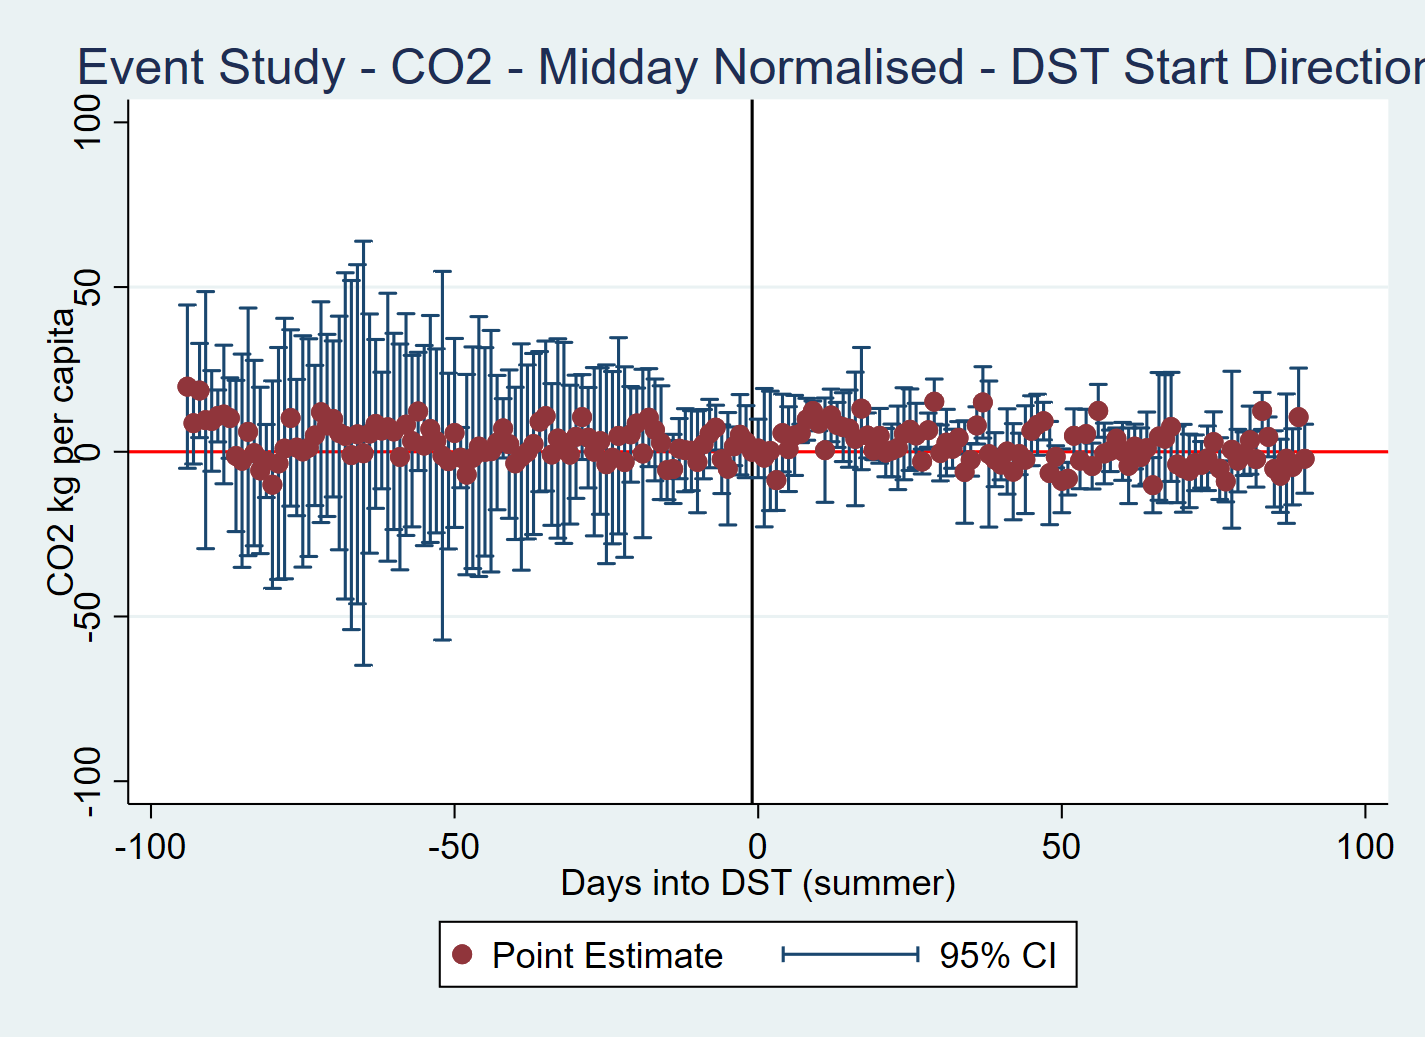 Event Study - CO2 - Midday Normalised - DST Start Direction
CO2 kg per capita
100
50
0
-50
-100
-100 -50 0 50 100
Days into DST (summer)
Point Estimate 95% CI